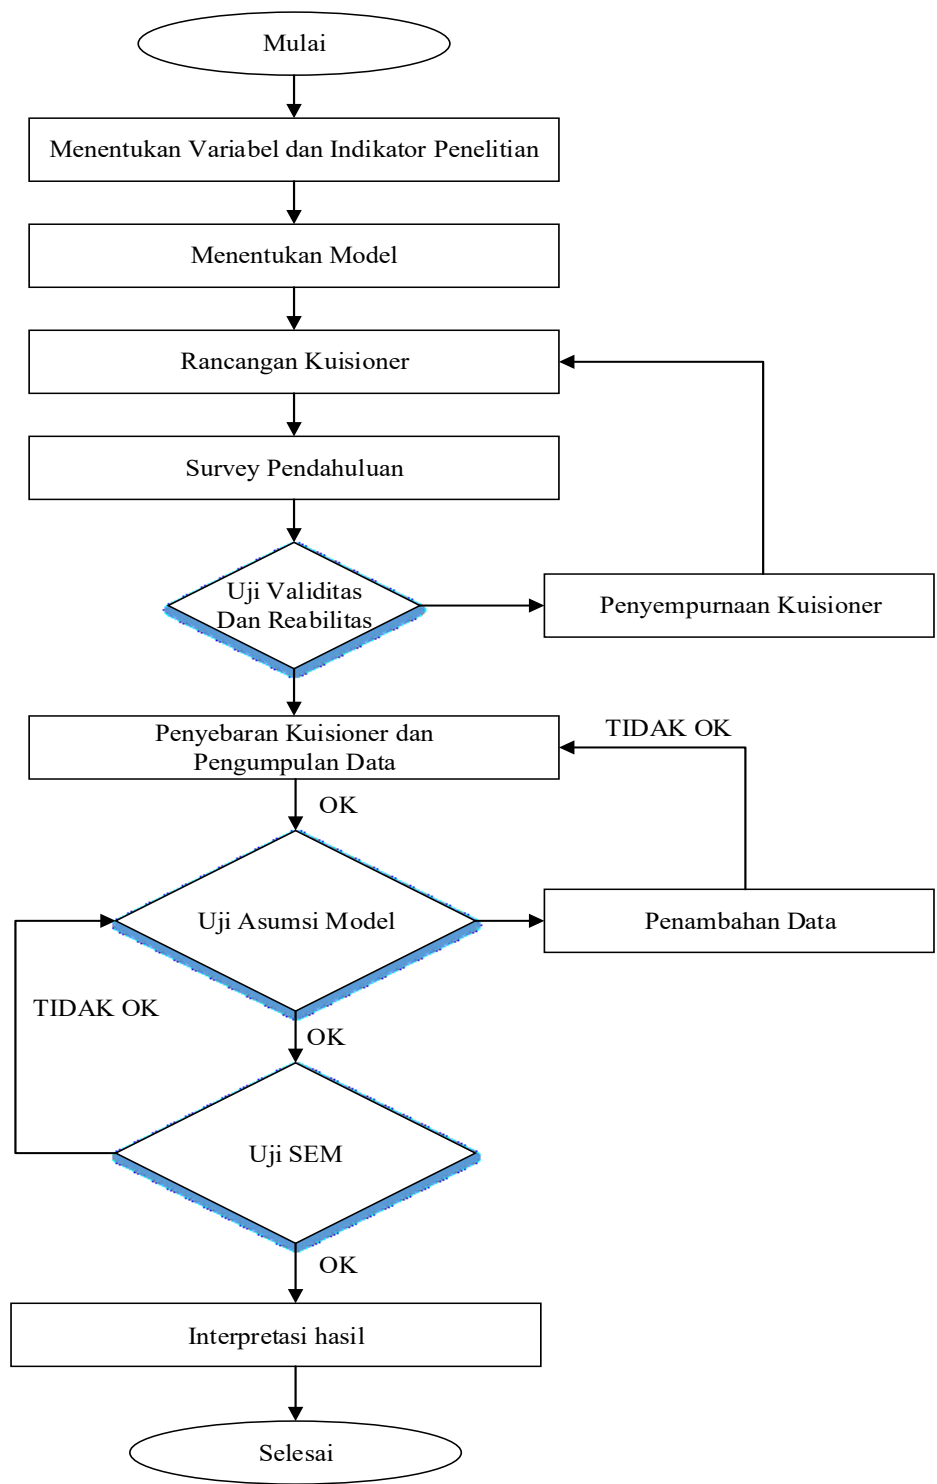 Mulai
Menentukan Variabel dan Indikator Penelitian
Menentukan Model
Rancangan Kuisioner
Survey Pendahuluan
Uji Validitas
Dan Reabilitas
Penyempurnaan Kuisioner
Penyebaran Kuisioner dan
Pengumpulan Data
TIDAK OK
OK
Uji Asumsi Model
Penambahan Data
TIDAK OK
OK
Uji SEM
OK
Interpretasi hasil
Selesai